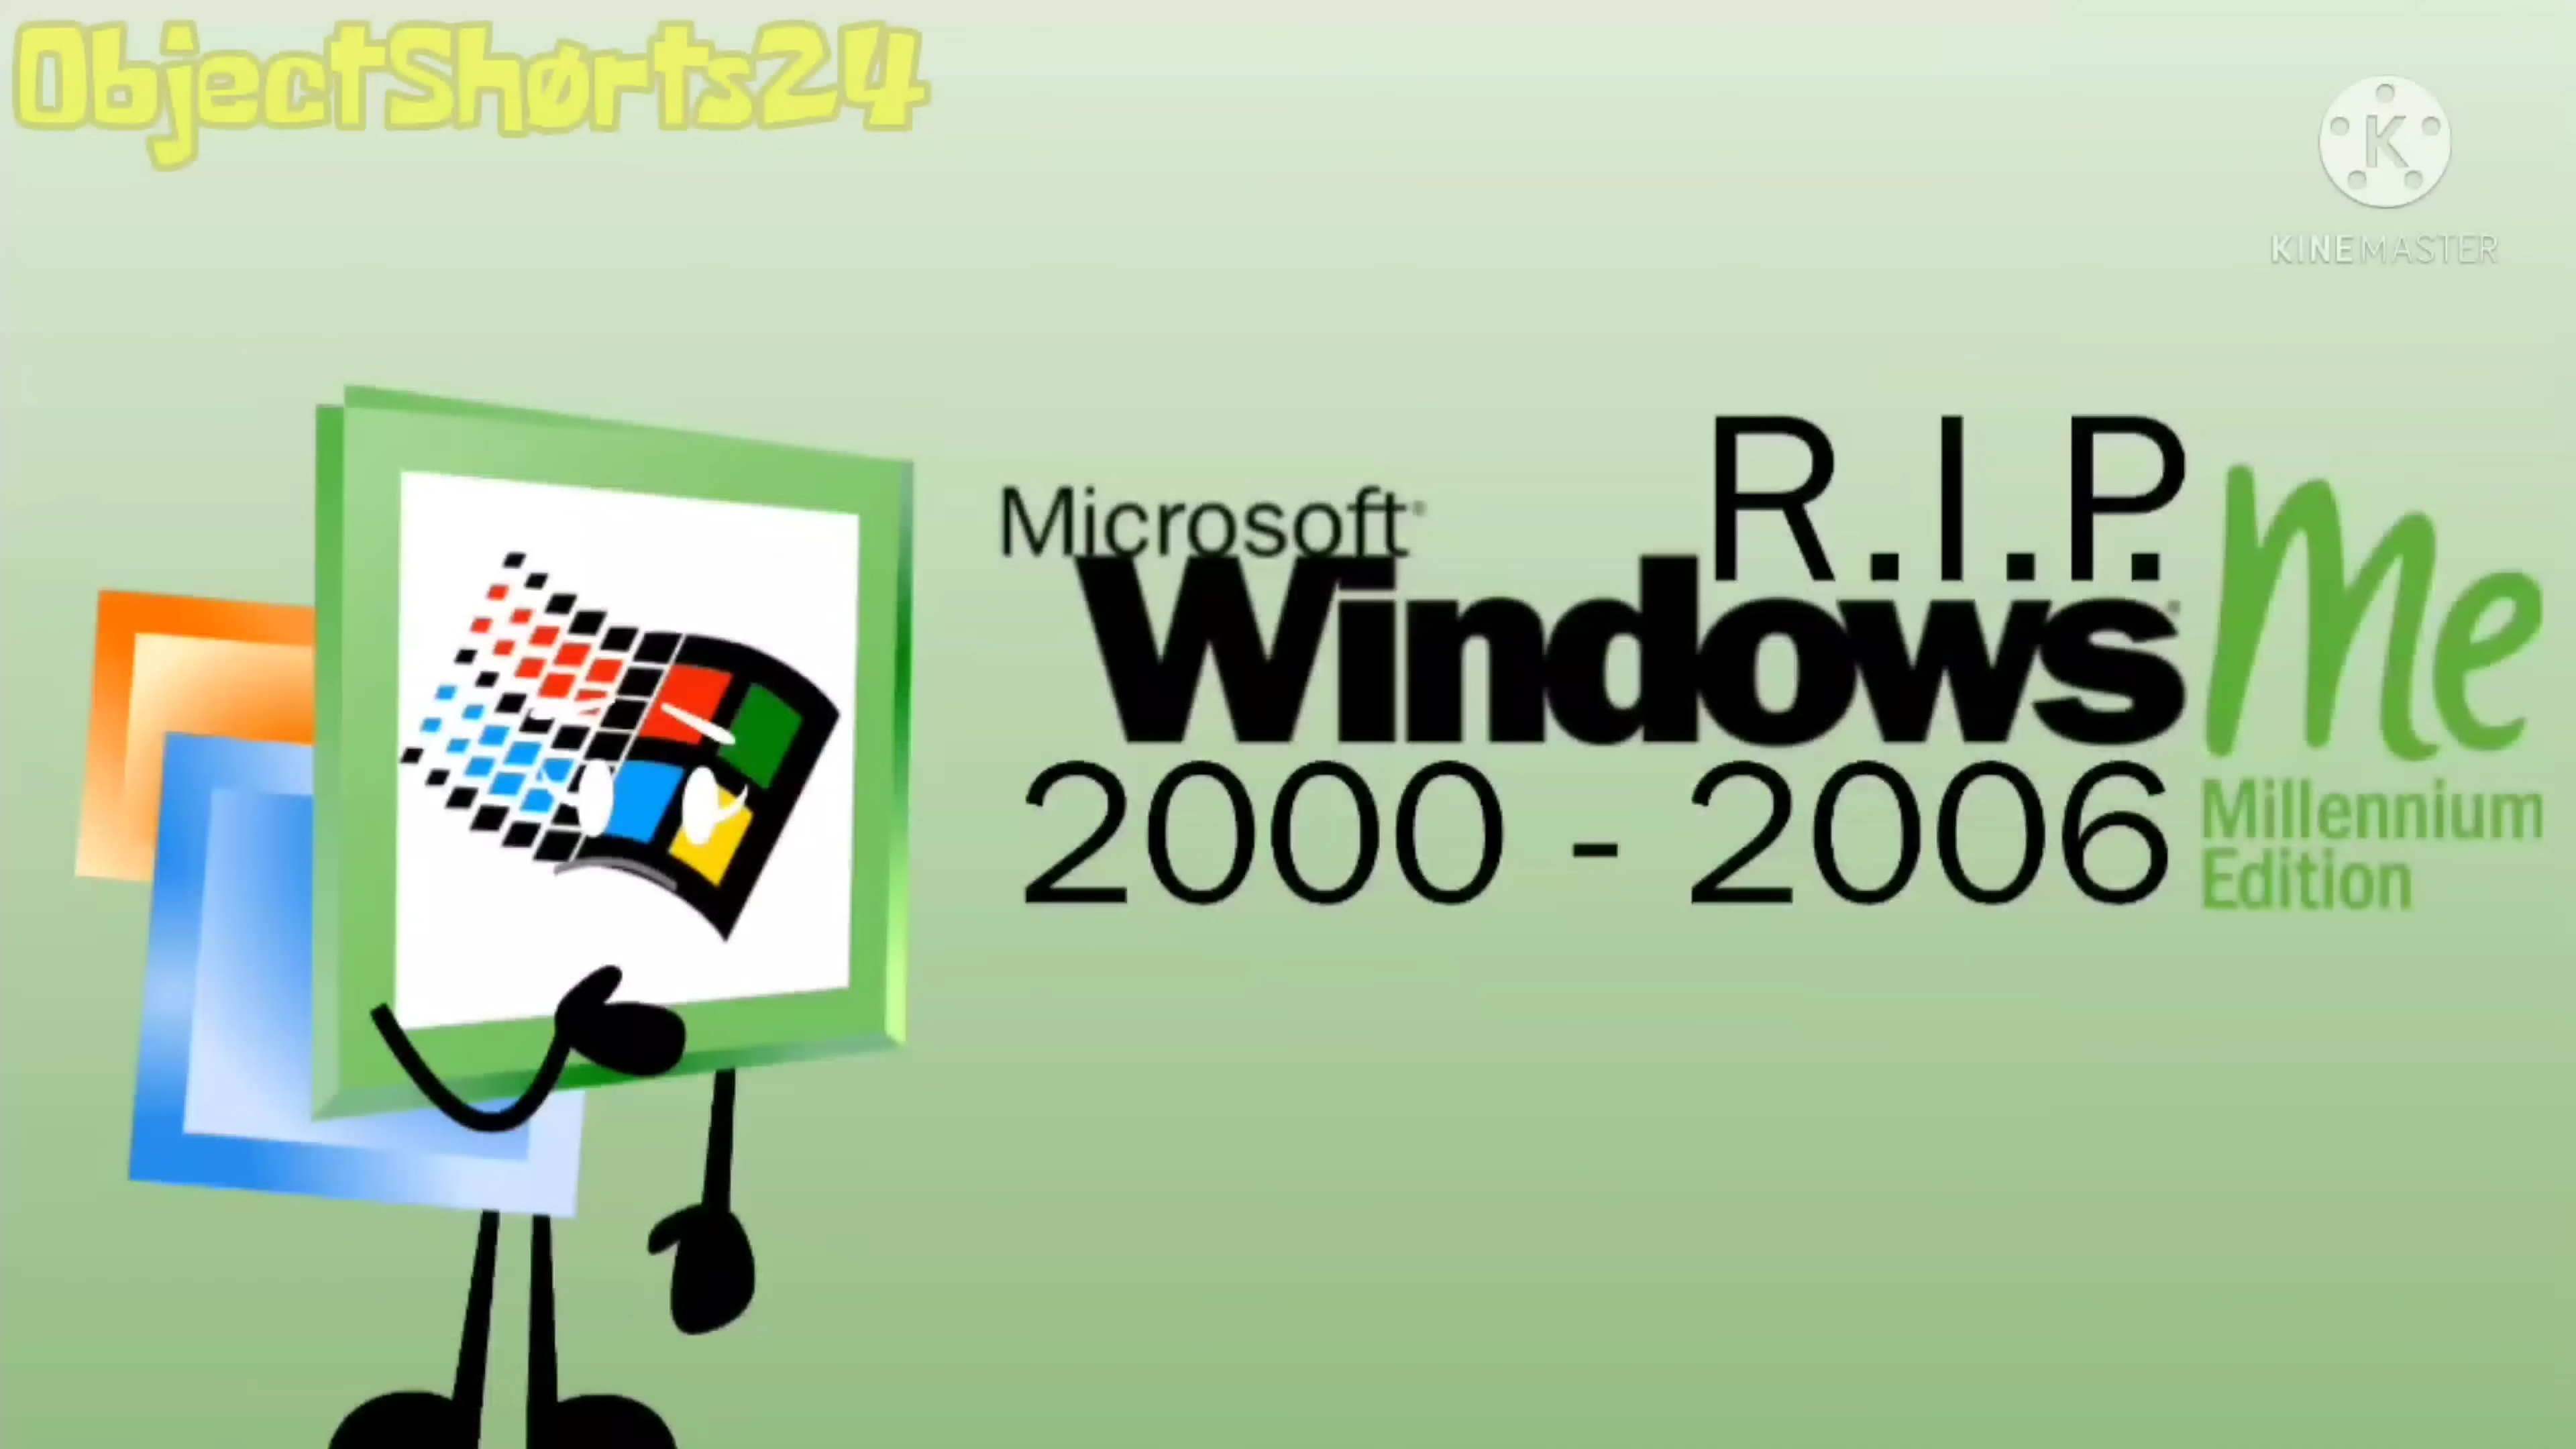 ObjectShørts24
K
KINEMASTER
R.I.P.
Microsoft
Windows
Me
2000 - 2006
Millennium
Edition